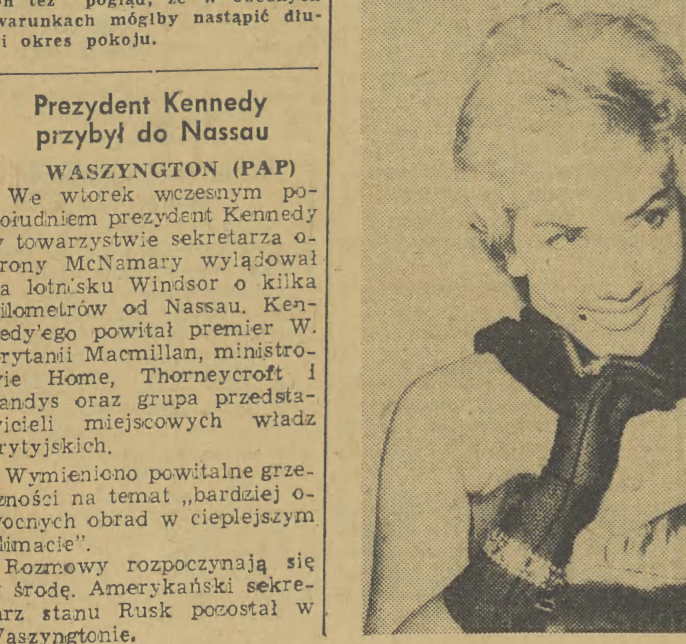 on też pogląd, że w
warunkach mógłby nastąpić dłu-
i okres pokoju.
Prezydent Kennedy
przybył do Nassau
WASZYNGTON (PAP)
We wtorek wczesnym po-
ołudniem prezydent Kennedy
towarzystwie sekretarza o-
rony McNamary wylądował
a lotnisku Windsor o kilka
ilometrów od Nassau. Ken-
edy'ego powitał premier W.
rytanii Macmillan, ministro-
ie Home, Thorneycroft i
andys oraz grupa przedsta-
icieli miejscowych władz
rytyjskich.
Wymieniono powitalne grze-
zności na temat „bardziej o-
ocnych obrad w cieplejszym
limacie”.
Rozmowy rozpoczynają się
środę. Amerykański sekre-
arz stanu Rusk pozostał w
Waszyngtonie.